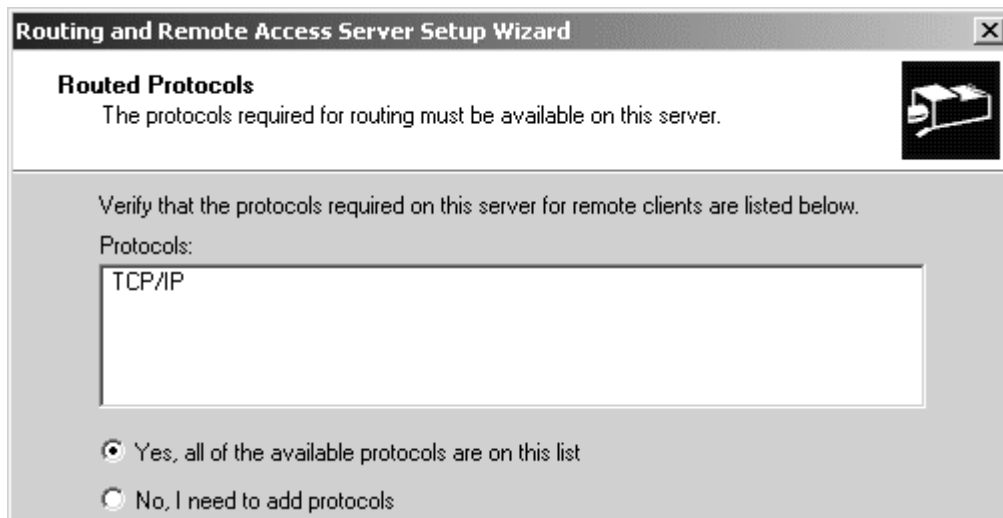 Routing and Remote Access Server Setup Wizard
Routed Protocols
The protocols required for routing must be available on this server.
Verify that the protocols required on this server for remote clients are listed below.
Protocols:
TCP/IP
Yes, all of the available protocols are on this list
No, I need to add protocols